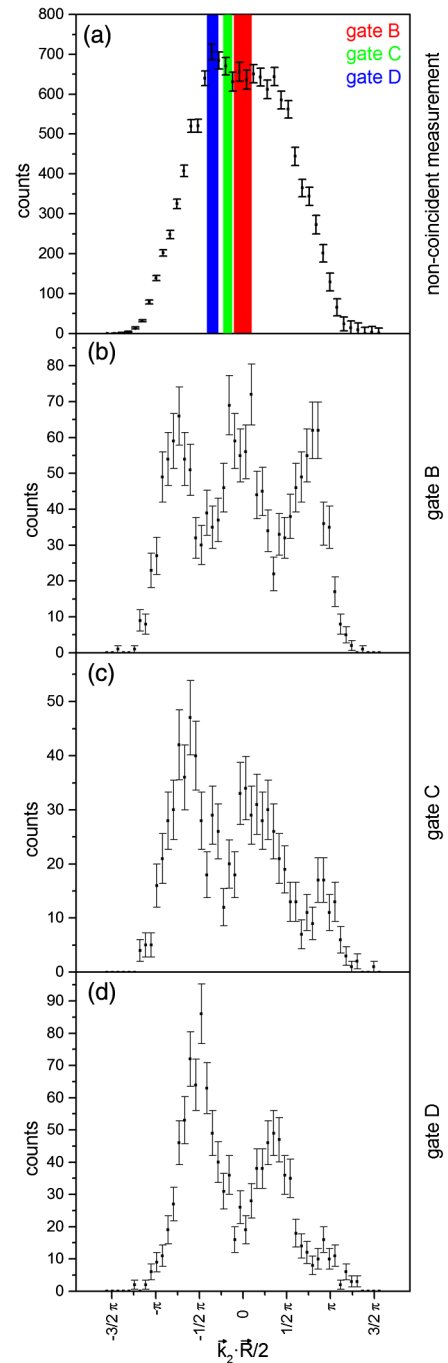 (a)
gate B
gate C
gate D
800
700
600
500
400
300
200
100
0
counts
non-coincident measurement
(b)
80
70
60
50
40
30
20
10
0
counts
gate B
(c)
50
40
30
20
10
0
counts
gate C
(d)
90
80
70
60
50
40
30
20
10
0
counts
gate D
-3/2 π
-π
-1/2 π
0
1/2 π
π
3/2 π
k⃗₂·R⃗/2